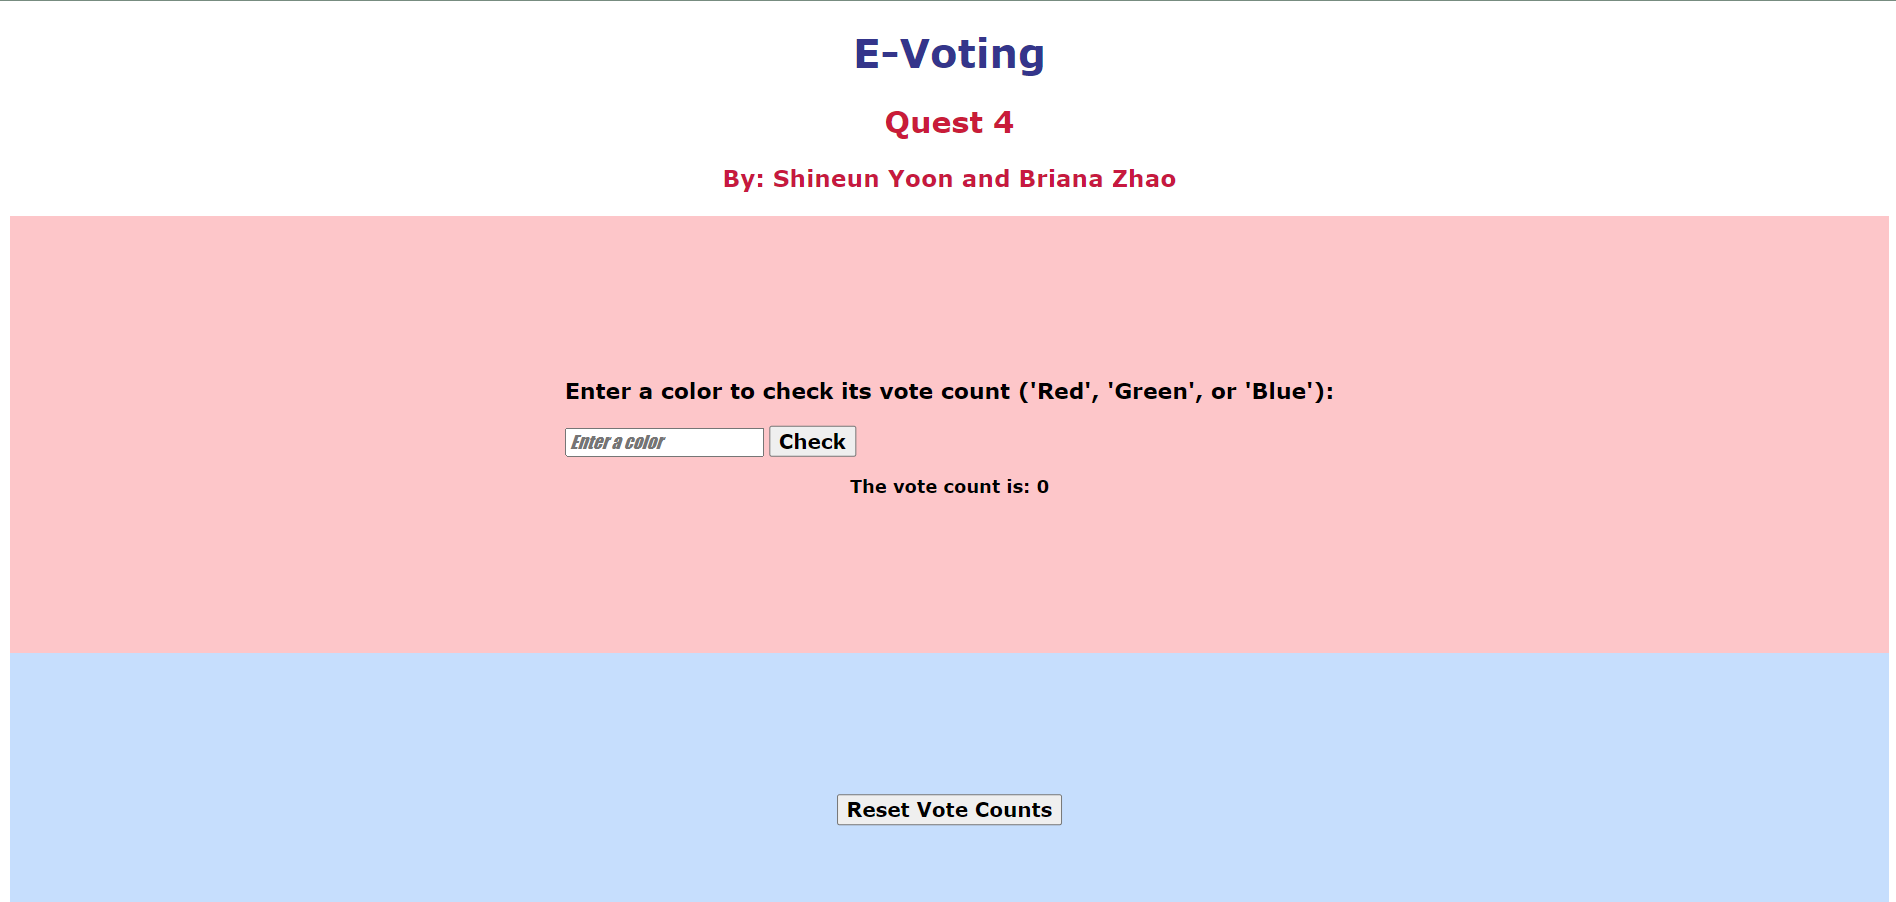 E-Voting
Quest 4
By: Shineun Yoon and Briana Zhao
Enter a color to check its vote count ('Red', 'Green', or 'Blue'):
Enter a color Check
The vote count is: 0
Reset Vote Counts